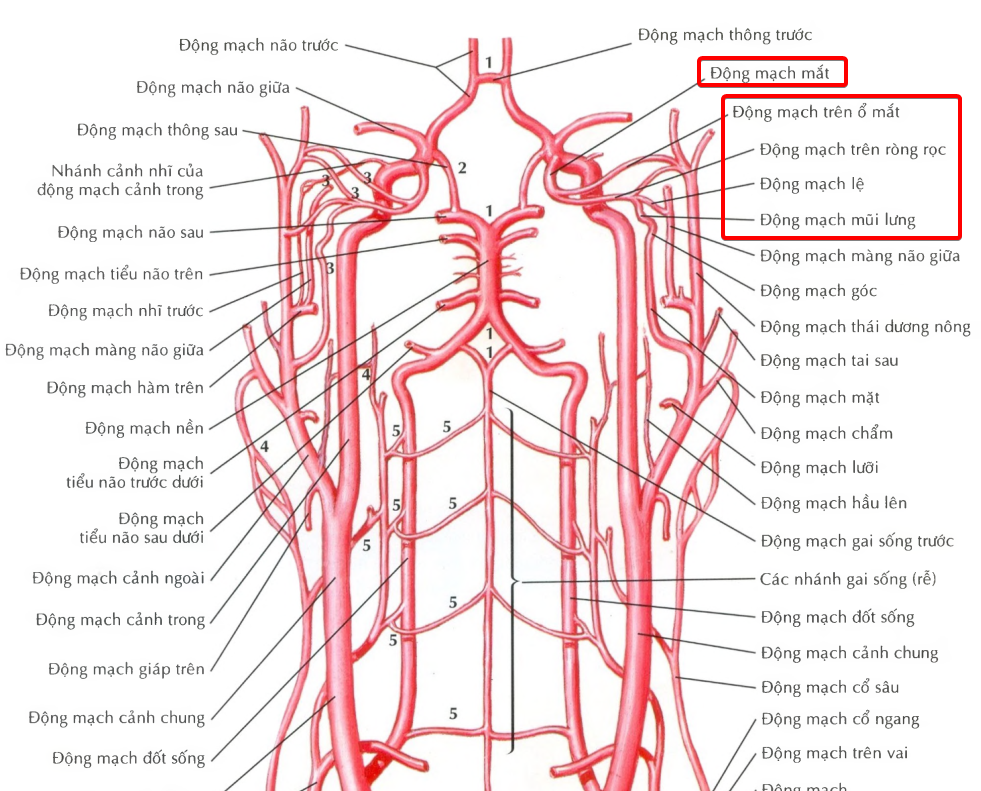 Động mạch não trước
Động mạch não giữa
Động mạch thông sau
Nhánh cảnh nhĩ của
động mạch cảnh trong
Động mạch não sau
Động mạch tiểu não trên
Động mạch nhĩ trước
Động mạch màng não giữa
Động mạch hàm trên
Động mạch nền
Động mạch
tiểu não trước dưới
Động mạch
tiểu não sau dưới
Động mạch cảnh ngoài
Động mạch cảnh trong
Động mạch giáp trên
Động mạch cảnh chung
Động mạch đốt sống
1
2
3
3
3
3
1
1
1
4
4
5
5
5
5
5
5
5
5
Động mạch thông trước
Động mạch mắt
Động mạch trên ổ mắt
Động mạch trên ròng rọc
Động mạch lệ
Động mạch mũi lưng
Động mạch màng não giữa
Động mạch góc
Động mạch thái dương nông
Động mạch tai sau
Động mạch mặt
Động mạch chẩm
Động mạch lưỡi
Động mạch hầu lên
Động mạch gai sống trước
Các nhánh gai sống (rễ)
Động mạch đốt sống
Động mạch cảnh chung
Động mạch cổ sâu
Động mạch cổ ngang
Động mạch trên vai
Động mạch